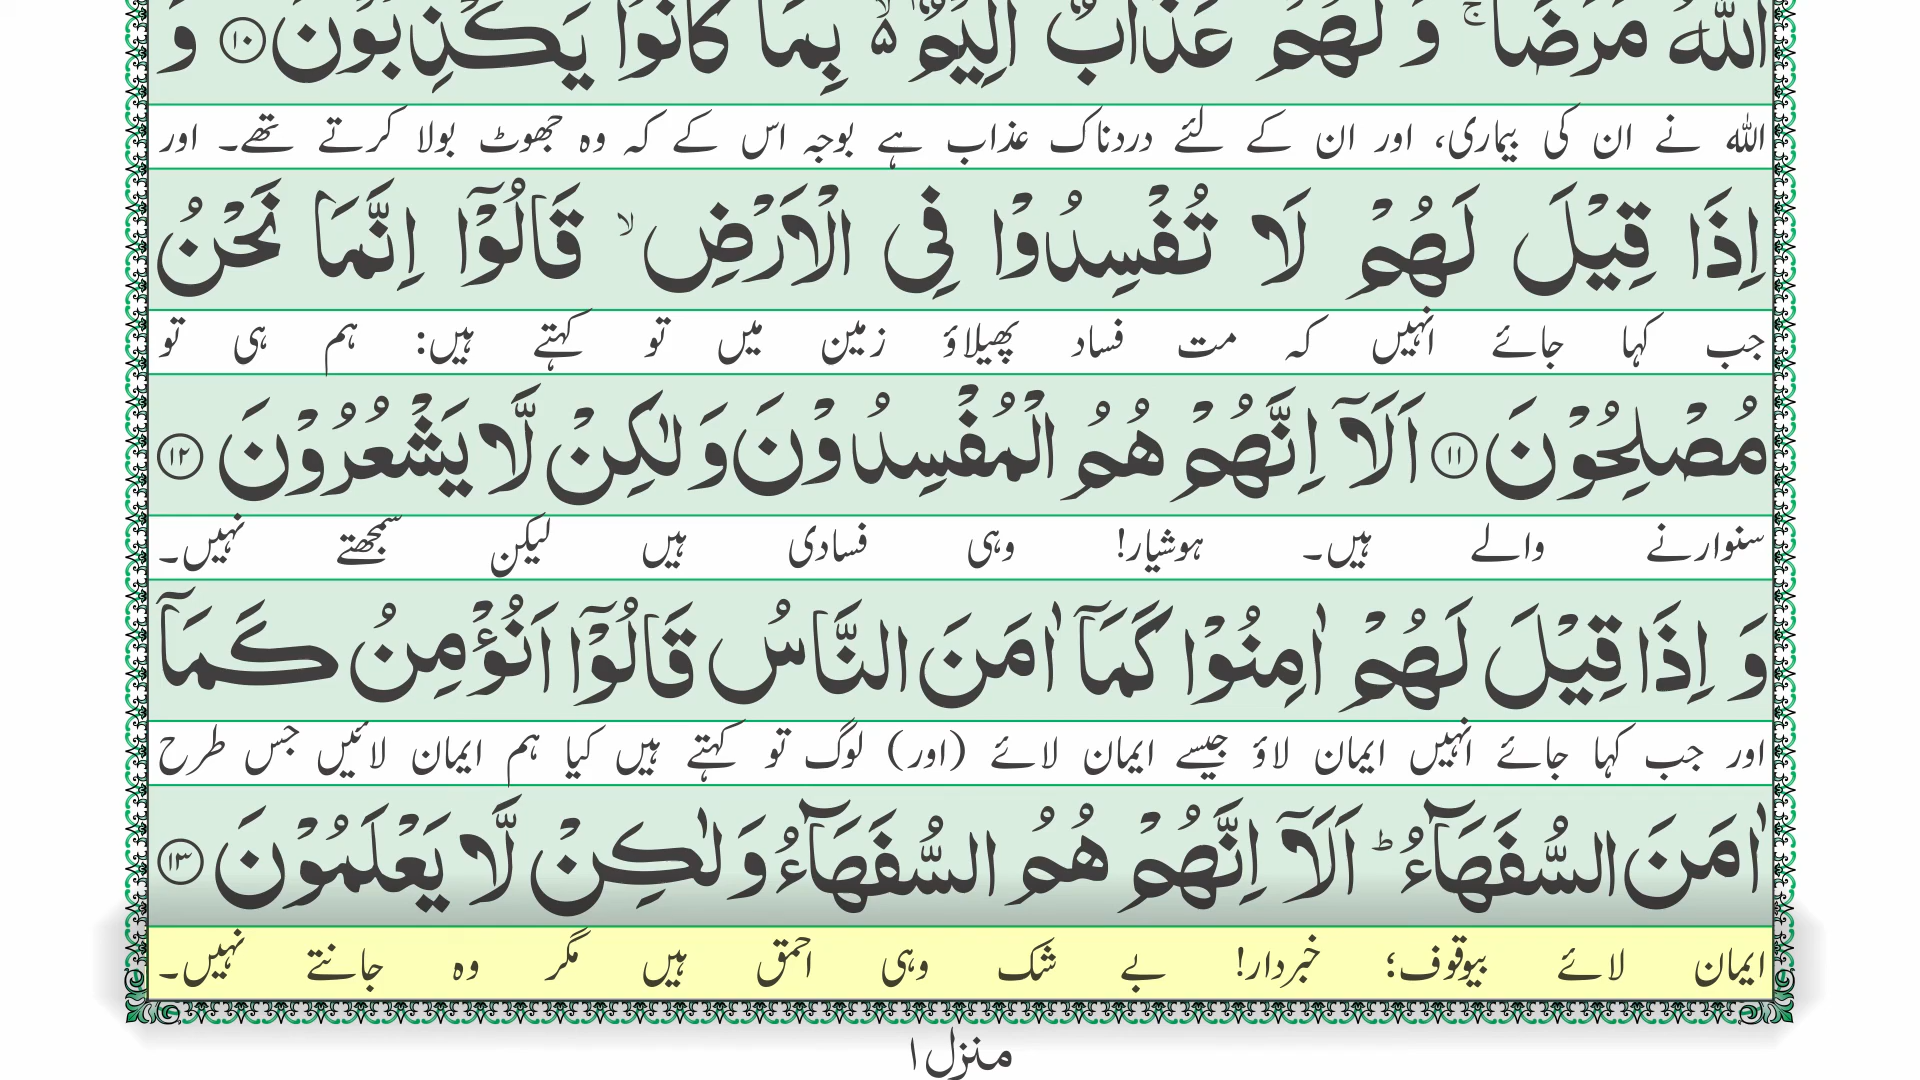 اللّٰهُ مَرَضًا ۚ وَ لَهُمْ عَذَابٌ اَلِيْمٌۢ ۙ۬ بِمَا كَانُوْا يَكْذِبُوْنَ ۱۰ وَ
اللہ نے ان کی بیماری، اور ان کے لئے دردناک عذاب ہے بوجہ اس کے کہ وہ جھوٹ بولا کرتے تھے۔ اور
اِذَا قِيْلَ لَهُمْ لَا تُفْسِدُوْا فِى الْاَرْضِ ۙ قَالُوْۤا اِنَّمَا نَحْنُ
جب کہا جائے انہیں کہ مت فساد پھیلاؤ زمین میں تو کہتے ہیں: ہم ہی تو
مُصْلِحُوْنَ ۱۱ اَلَاۤ اِنَّهُمْ هُمُ الْمُفْسِدُوْنَ وَ لٰكِنْ لَّا يَشْعُرُوْنَ ۱۲
سنوارنے والے ہیں۔ ہوشیار! وہی فسادی ہیں لیکن سمجھتے نہیں۔
وَ اِذَا قِيْلَ لَهُمْ اٰمِنُوْا كَمَاۤ اٰمَنَ النَّاسُ قَالُوْۤا اَنُؤْمِنُ كَمَاۤ
اور جب کہا جائے انہیں ایمان لاؤ جیسے ایمان لائے (اور) لوگ تو کہتے ہیں کیا ہم ایمان لائیں جس طرح
اٰمَنَ السُّفَهَآءُ ؕ اَلَاۤ اِنَّهُمْ هُمُ السُّفَهَآءُ وَ لٰكِنْ لَّا يَعْلَمُوْنَ ۱۳
ایمان لائے بیوقوف؛ خبردار! بے شک وہی احمق ہیں مگر وہ جانتے نہیں۔
منزل ۱